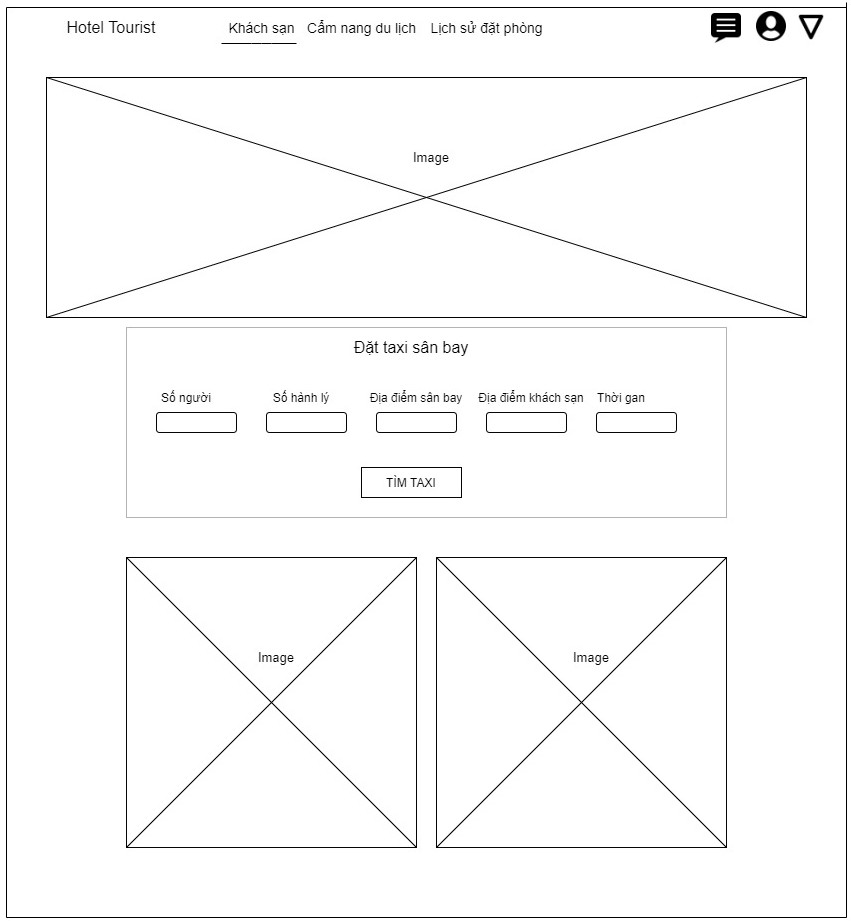 Hotel Tourist
Khách sạn Cẩm nang du lịch Lịch sử đặt phòng
Image
Đặt taxi sân bay
Số người Số hành lý Địa điểm sân bay Địa điểm khách sạn Thời gan
TÌM TAXI
Image
Image